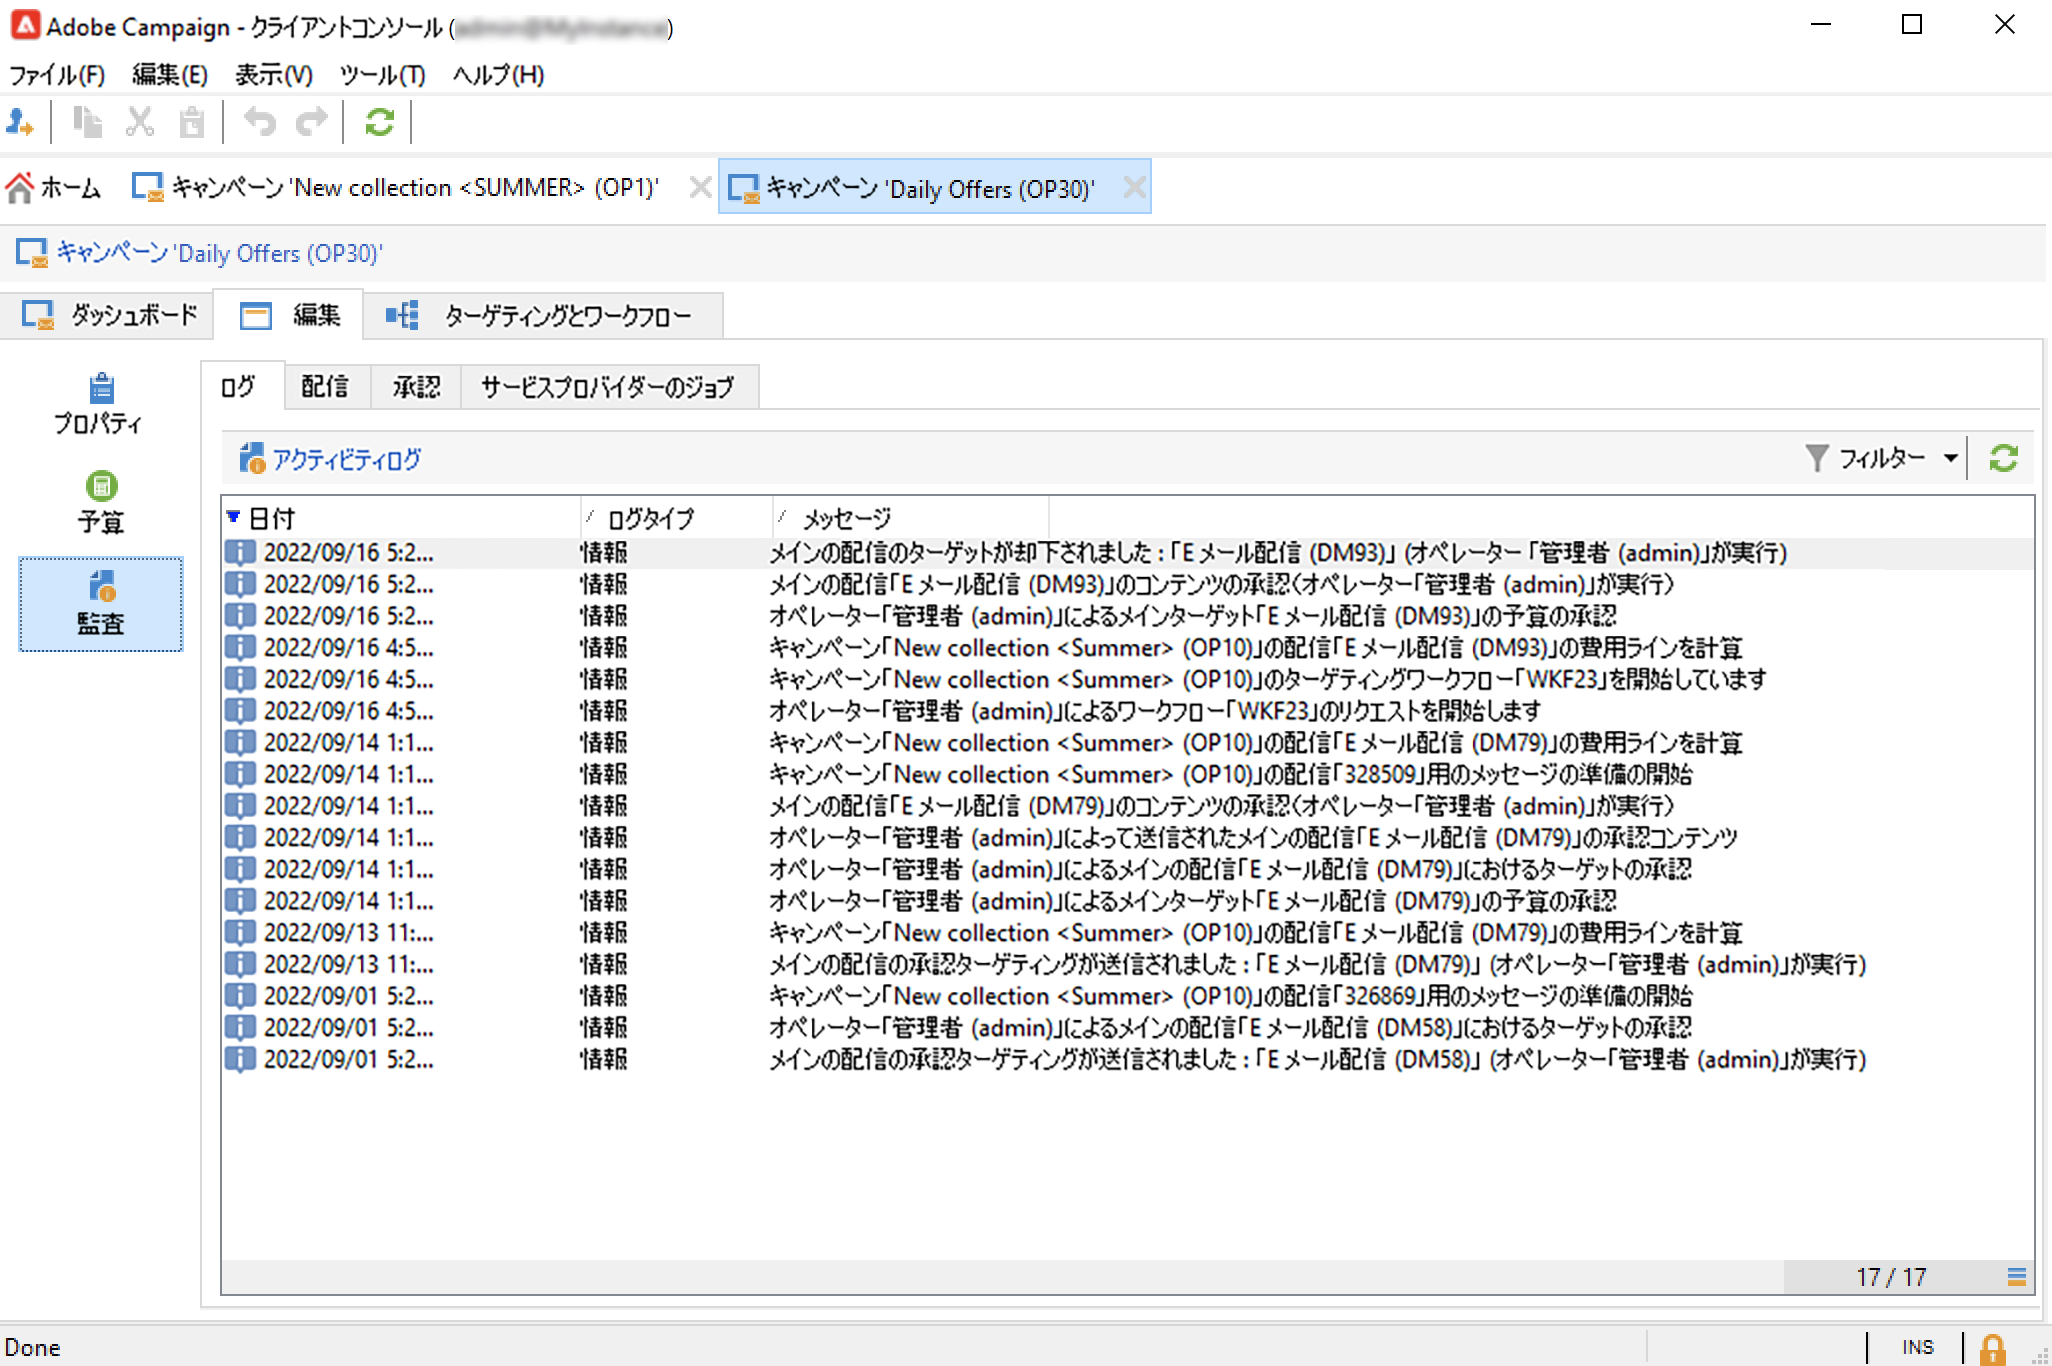 Adobe Campaign - クライアントコンソール ( )
ファイル(F) 編集(E) 表示(V) ツール(T) ヘルプ(H)
ホーム キャンペーン 'New collection <SUMMER> (OP1)' キャンペーン 'Daily Offers (OP30)'
キャンペーン 'Daily Offers (OP30)'
ダッシュボード 編集 ターゲティングとワークフロー
プロパティ
予算
監査
ログ 配信 承認 サービスプロバイダーのジョブ
アクティビティログ フィルター
日付 ログタイプ メッセージ
2022/09/16 5:2... 情報 メインの配信のターゲットが却下されました : 「E メール配信 (DM93)」 (オペレーター 「管理者 (admin)」が実行)
2022/09/16 5:2... 情報 メインの配信「E メール配信 (DM93)」のコンテンツの承認(オペレーター「管理者 (admin)」が実行)
2022/09/16 5:2... 情報 オペレーター「管理者 (admin)」によるメインターゲット「E メール配信 (DM93)」の予算の承認
2022/09/16 4:5... 情報 キャンペーン「New collection <Summer> (OP10)」の配信「E メール配信 (DM93)」の費用ラインを計算
2022/09/16 4:5... 情報 キャンペーン「New collection <Summer> (OP10)」のターゲティングワークフロー「WKF23」を開始しています
2022/09/16 4:5... 情報 オペレーター「管理者 (admin)」によるワークフロー「WKF23」のリクエストを開始します
2022/09/14 1:1... 情報 キャンペーン「New collection <Summer> (OP10)」の配信「E メール配信 (DM79)」の費用ラインを計算
2022/09/14 1:1... 情報 キャンペーン「New collection <Summer> (OP10)」の配信「328509」用のメッセージの準備の開始
2022/09/14 1:1... 情報 メインの配信「E メール配信 (DM79)」のコンテンツの承認(オペレーター「管理者 (admin)」が実行)
2022/09/14 1:1... 情報 オペレーター「管理者 (admin)」によって送信されたメインの配信「E メール配信 (DM79)」の承認コンテンツ
2022/09/14 1:1... 情報 オペレーター「管理者 (admin)」によるメインの配信「E メール配信 (DM79)」におけるターゲットの承認
2022/09/14 1:1... 情報 オペレーター「管理者 (admin)」によるメインターゲット「E メール配信 (DM79)」の予算の承認
2022/09/13 11:... 情報 キャンペーン「New collection <Summer> (OP10)」の配信「E メール配信 (DM79)」の費用ラインを計算
2022/09/13 11:... 情報 メインの配信の承認ターゲティングが送信されました : 「E メール配信 (DM79)」 (オペレーター「管理者 (admin)」が実行)
2022/09/01 5:2... 情報 キャンペーン「New collection <Summer> (OP10)」の配信「326869」用のメッセージの準備の開始
2022/09/01 5:2... 情報 オペレーター「管理者 (admin)」によるメインの配信「E メール配信 (DM58)」におけるターゲットの承認
2022/09/01 5:2... 情報 メインの配信の承認ターゲティングが送信されました : 「E メール配信 (DM58)」 (オペレーター「管理者 (admin)」が実行)
17 / 17
Done INS